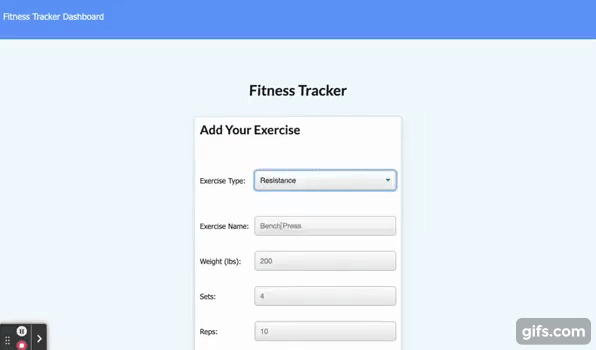 Fitness Tracker Dashboard
Fitness Tracker
Add Your Exercise
Exercise Type: Resistance
Exercise Name: Bench Press
Weight (lbs): 200
Sets: 4
Reps: 10
gifs.com